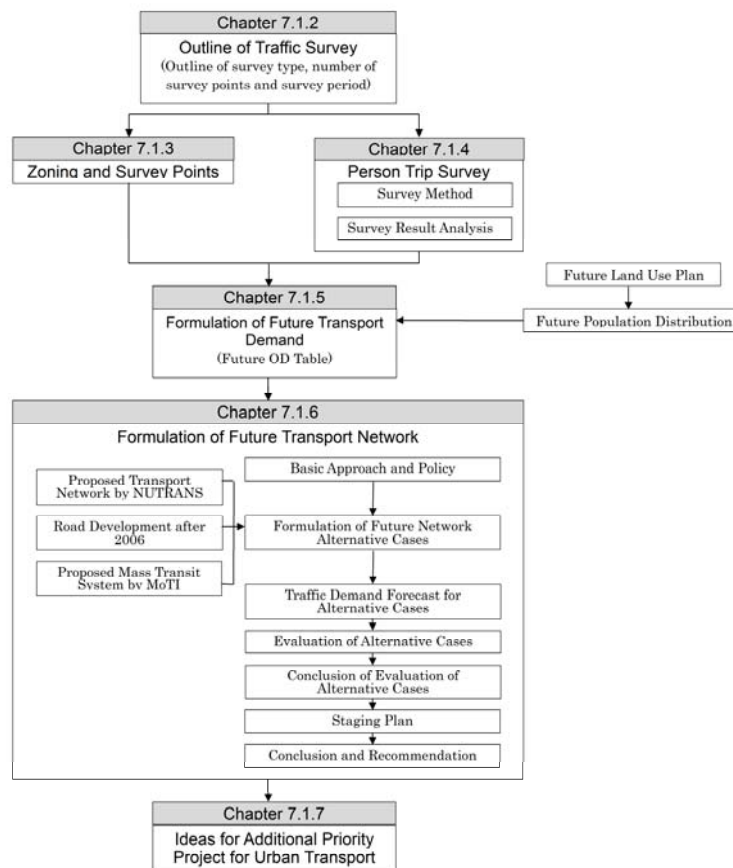 Chapter 7.1.2
Outline of Traffic Survey
(Outline of survey type, number of
survey points and survey period)
Chapter 7.1.3
Zoning and Survey Points
Chapter 7.1.4
Person Trip Survey
Survey Method
Survey Result Analysis
Future Land Use Plan
Future Population Distribution
Chapter 7.1.5
Formulation of Future Transport
Demand
(Future OD Table)
Chapter 7.1.6
Formulation of Future Transport Network
Proposed Transport
Network by NUTRANS
Road Development after
2006
Proposed Mass Transit
System by MoTI
Basic Approach and Policy
Formulation of Future Network
Alternative Cases
Traffic Demand Forecast for
Alternative Cases
Evaluation of Alternative Cases
Conclusion of Evaluation of
Alternative Cases
Staging Plan
Conclusion and Recommendation
Chapter 7.1.7
Ideas for Additional Priority
Project for Urban Transport